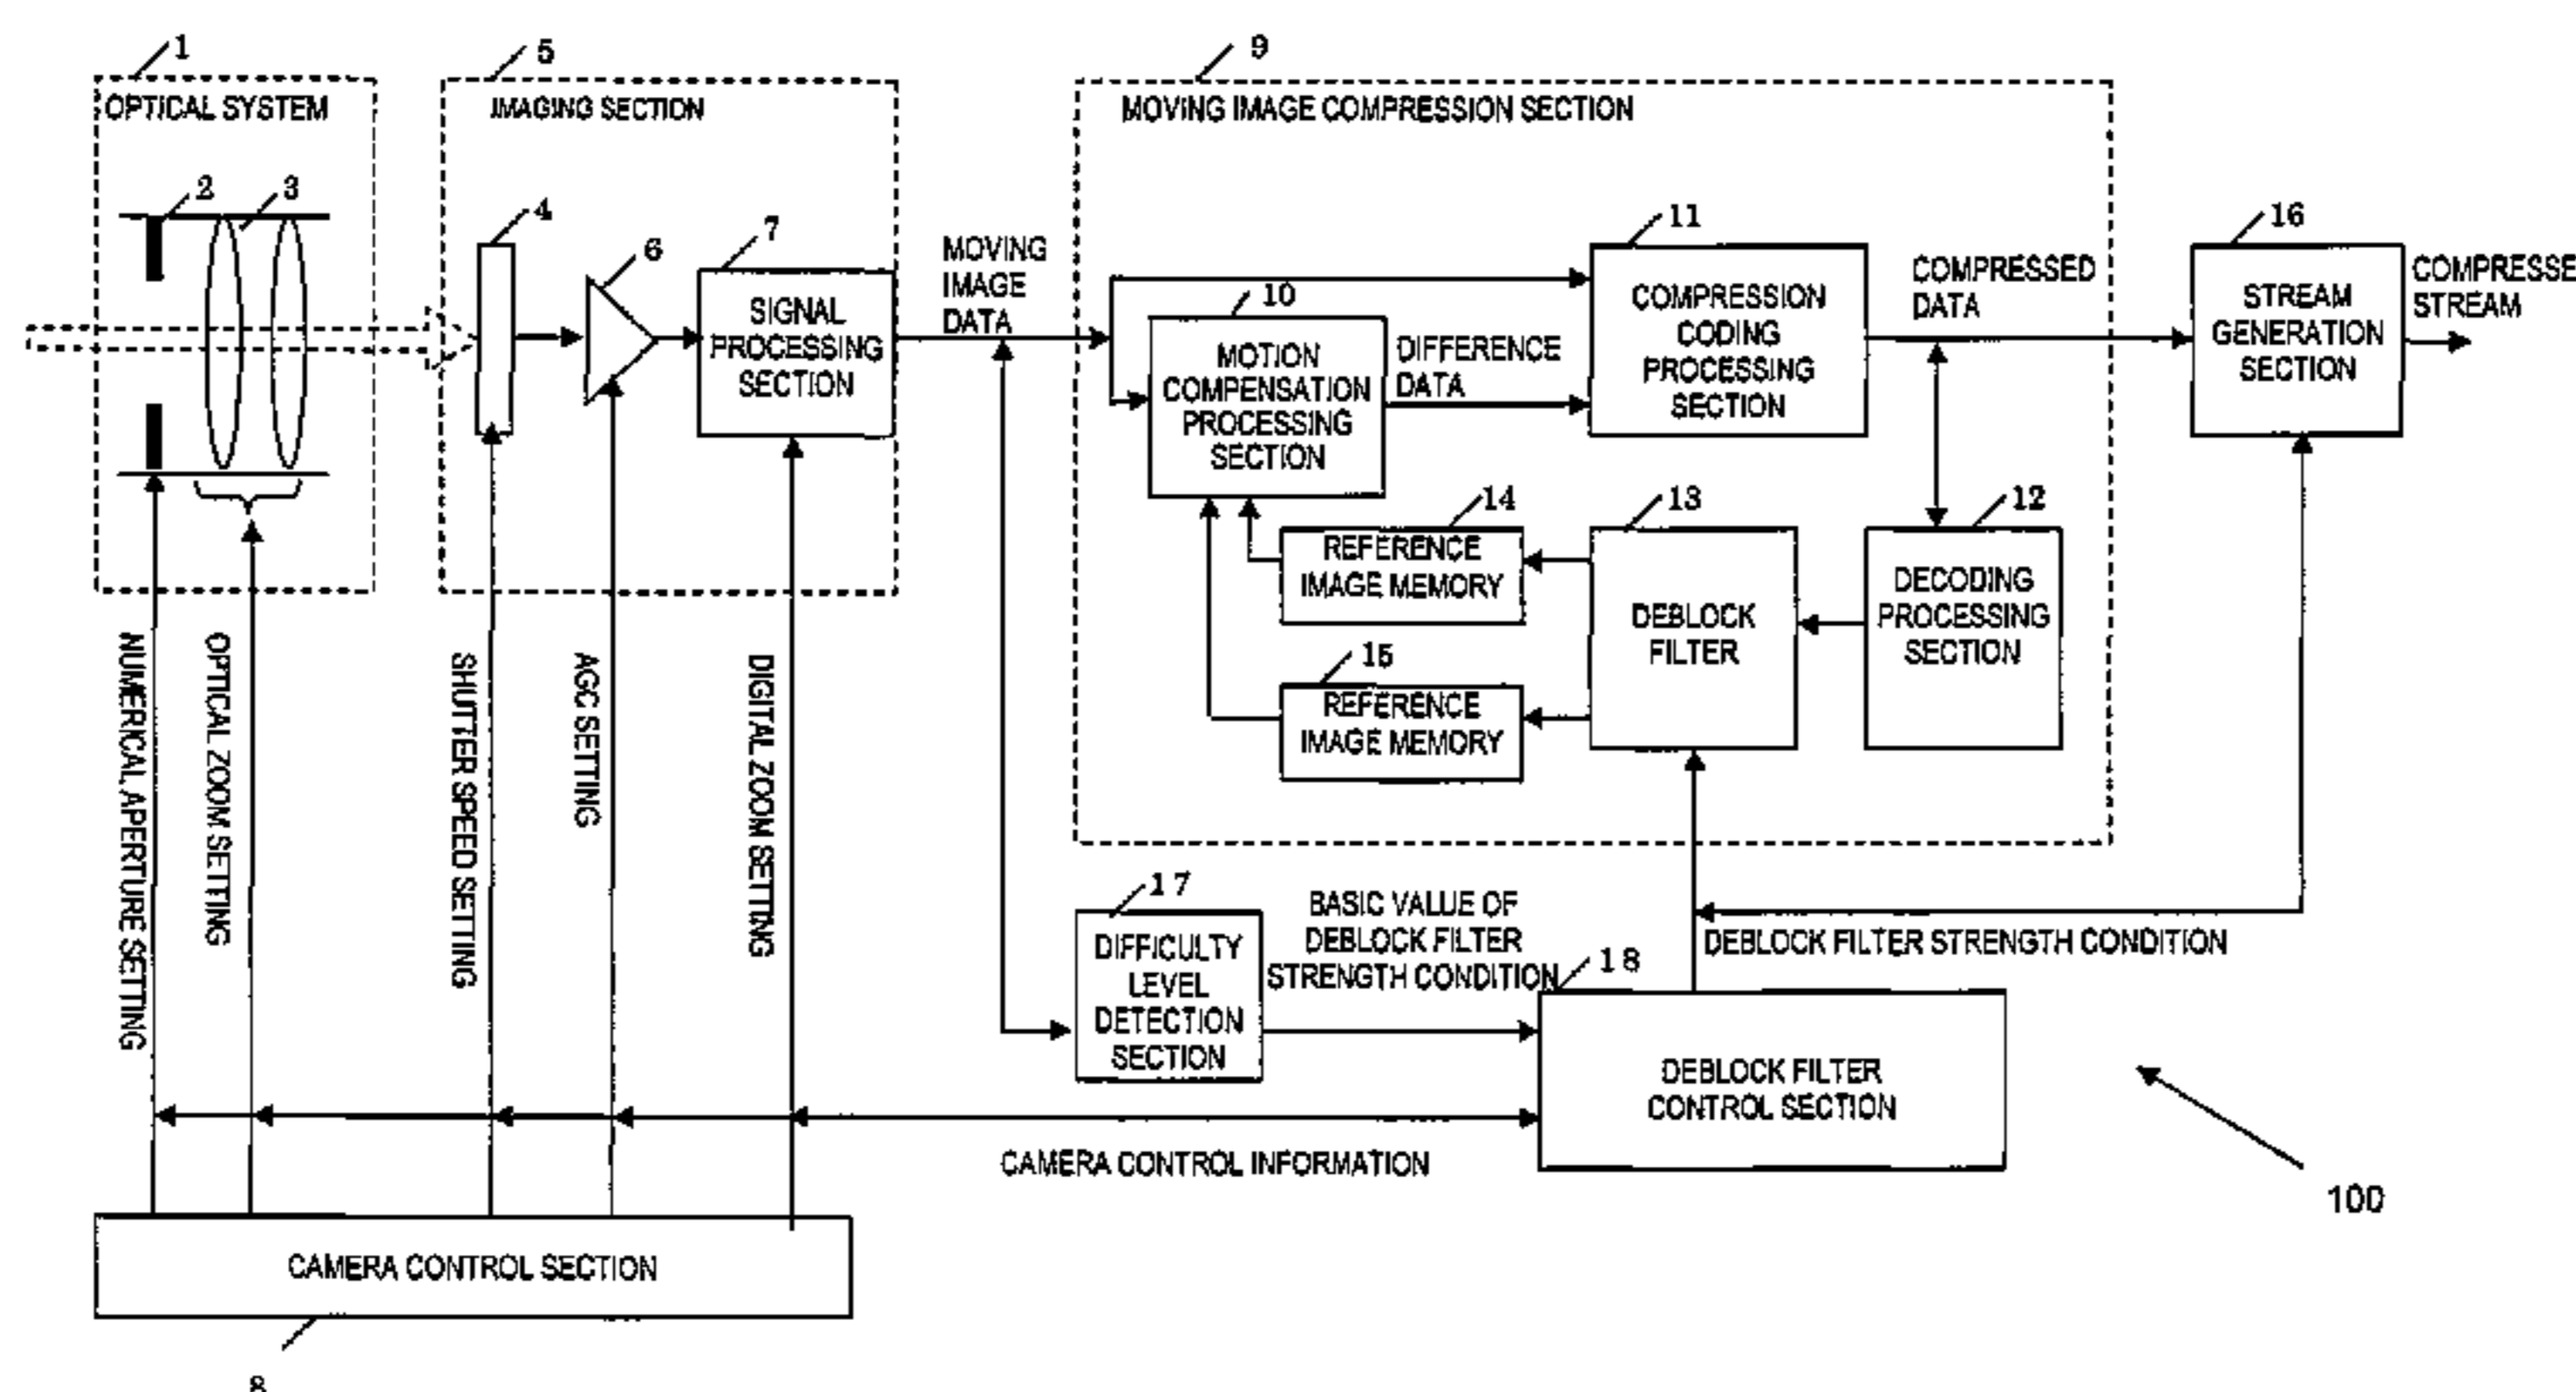 1
OPTICAL SYSTEM
2
3
5
IMAGING SECTION
4
6
7
SIGNAL
PROCESSING
SECTION
MOVING
IMAGE
DATA
9
MOVING IMAGE COMPRESSION SECTION
10
MOTION
COMPENSATION
PROCESSING
SECTION
DIFFERENCE
DATA
11
COMPRESSION
CODING
PROCESSING
SECTION
COMPRESSED
DATA
16
STREAM
GENERATION
SECTION
COMPRESSE
STREAM
14
REFERENCE
IMAGE MEMORY
15
REFERENCE
IMAGE MEMORY
13
DEBLOCK
FILTER
12
DECODING
PROCESSING
SECTION
NUMERICAL APERTURE SETTING
OPTICAL ZOOM SETTING
SHUTTER SPEED SETTING
AGC SETTING
DIGITAL ZOOM SETTING
17
DIFFICULTY
LEVEL
DETECTION
SECTION
BASIC VALUE OF
DEBLOCK FILTER
STRENGTH CONDITION
18
DEBLOCK FILTER STRENGTH CONDITION
DEBLOCK FILTER
CONTROL SECTION
CAMERA CONTROL INFORMATION
100
CAMERA CONTROL SECTION
8